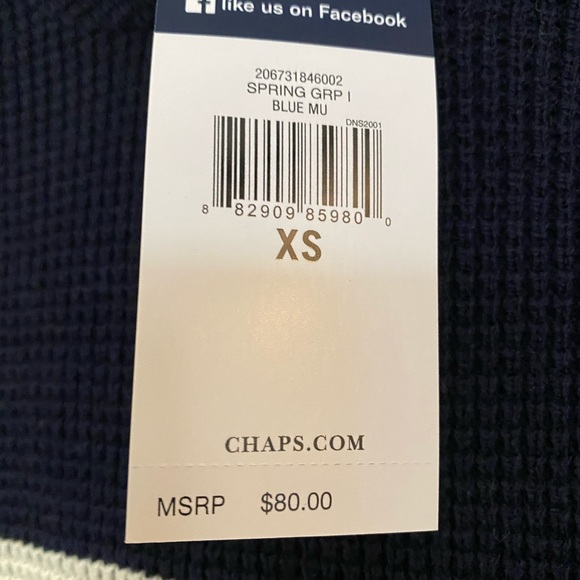 like us on Facebook
206731846002
SPRING GRP I
BLUE MU
DNS2001
8 82909 85980 0
XS
CHAPS.COM
MSRP $80.00